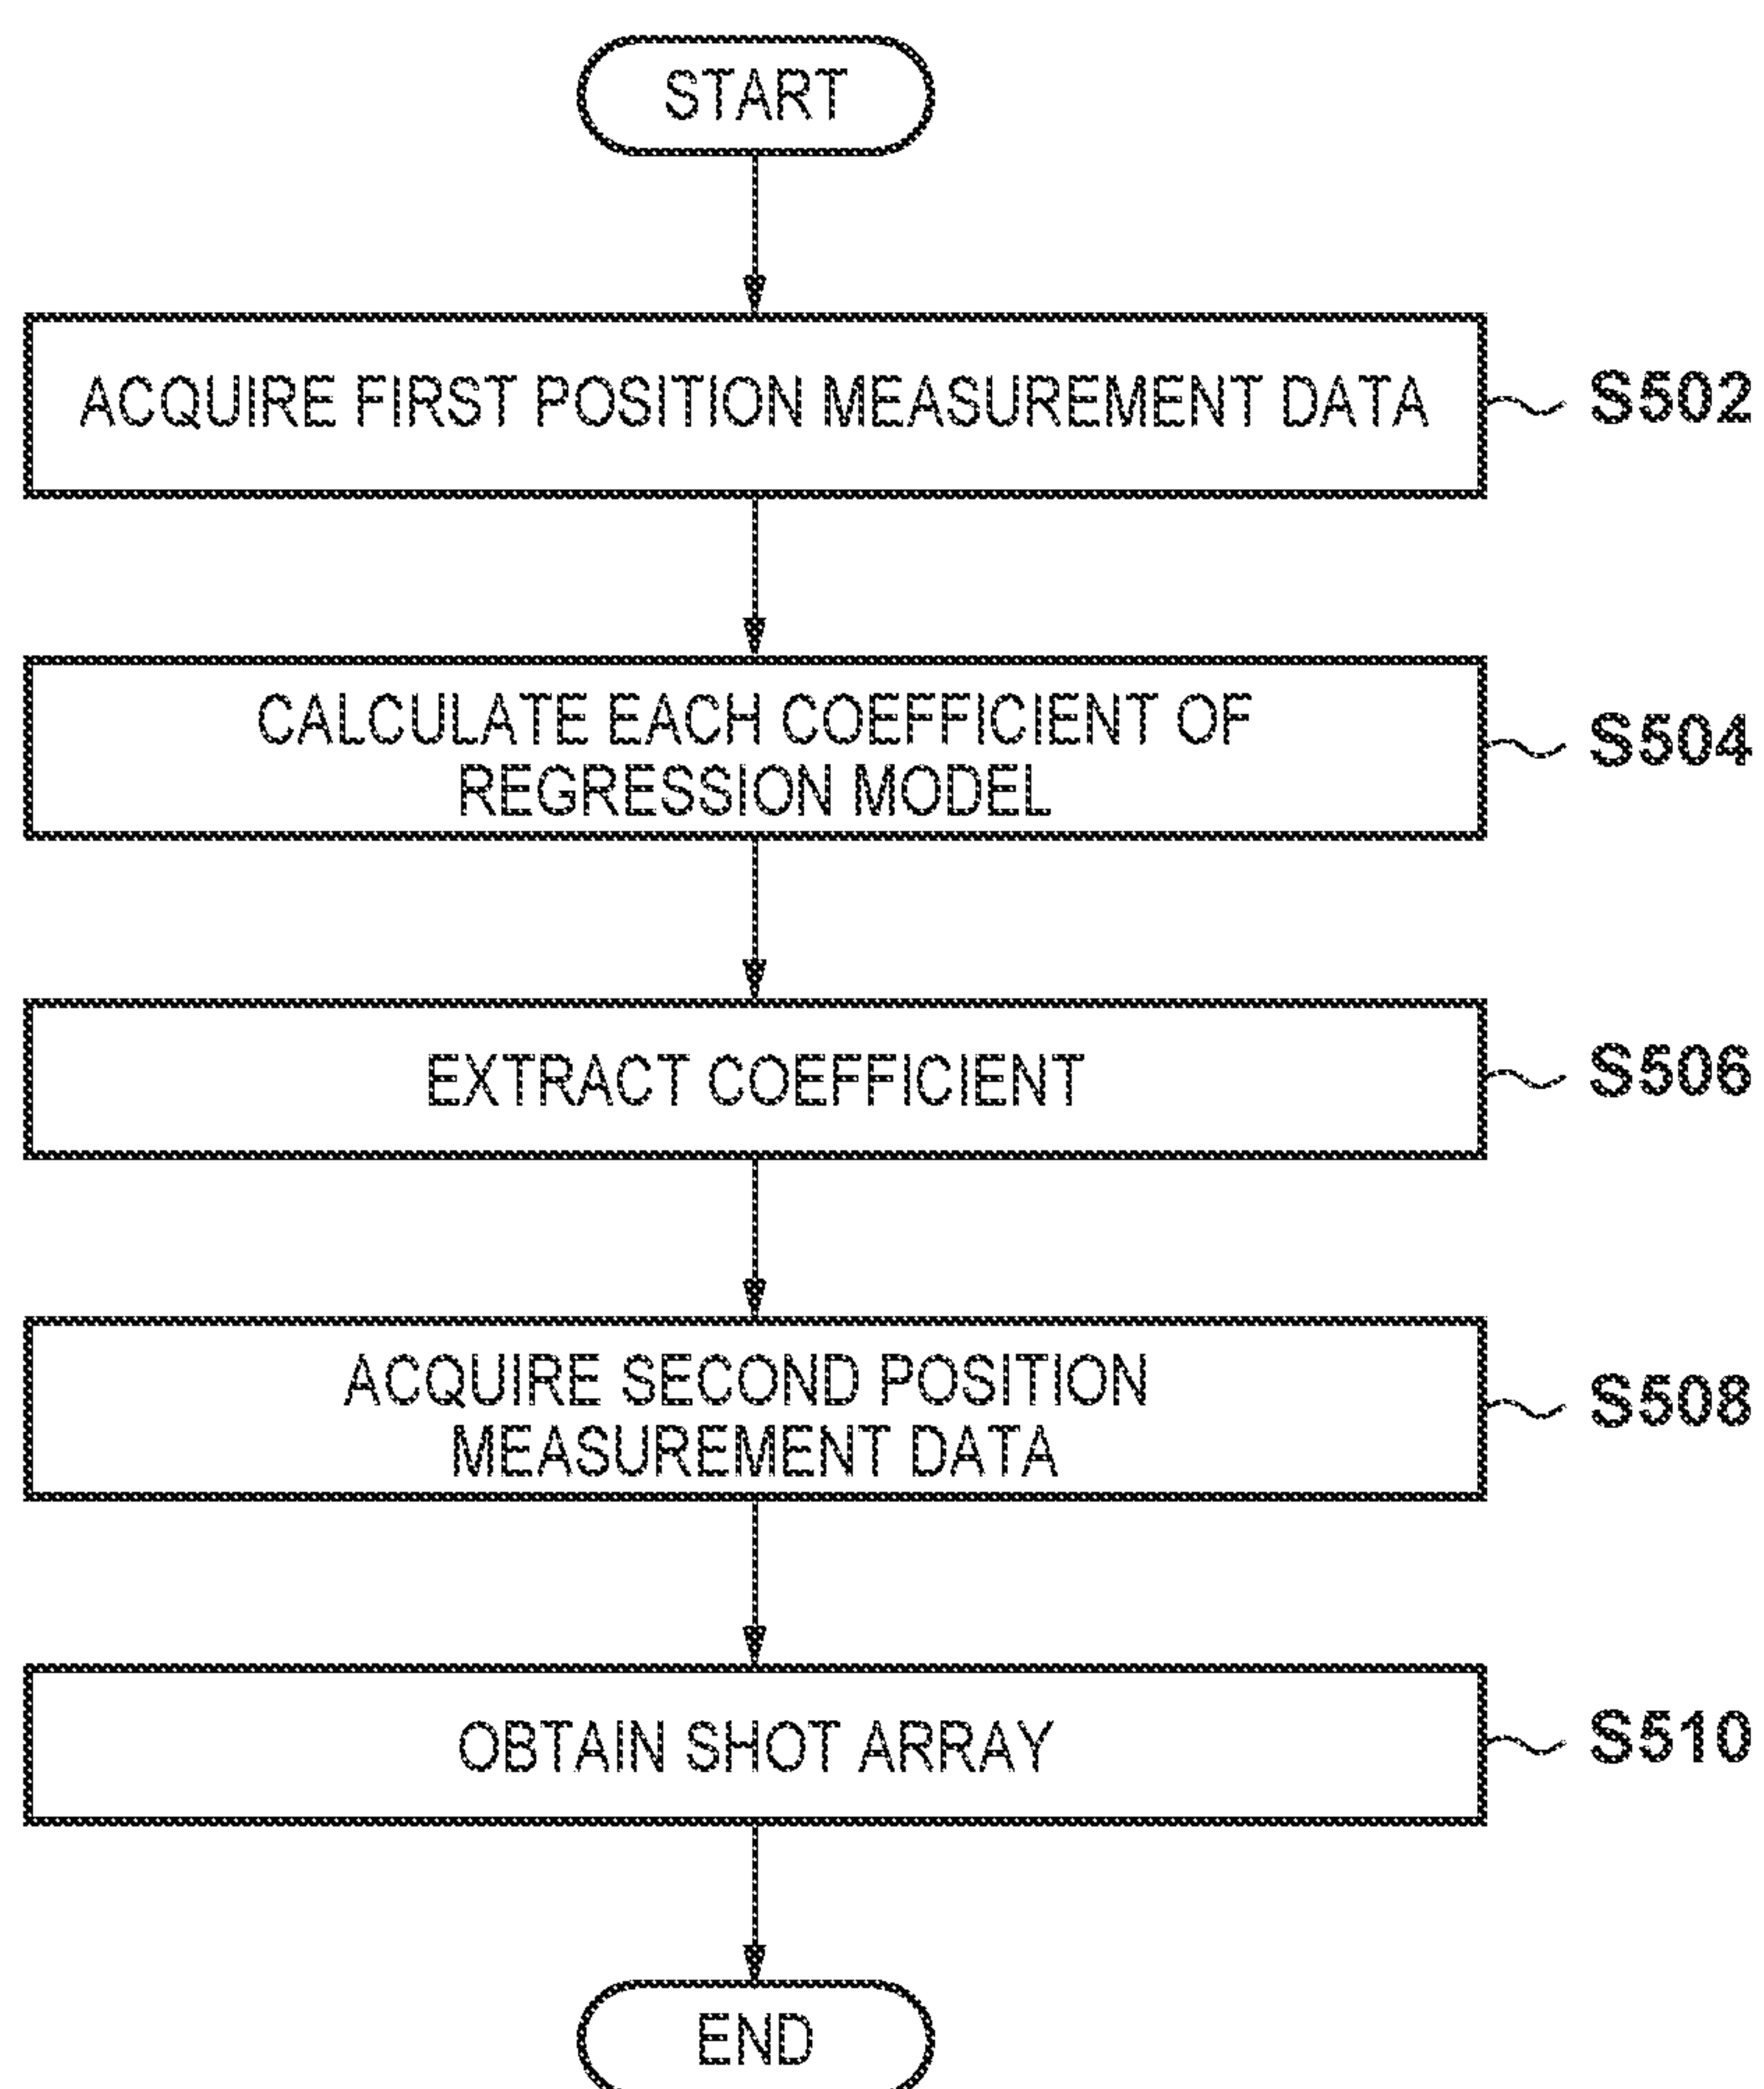 START
ACQUIRE FIRST POSITION MEASUREMENT DATA
S502
CALCULATE EACH COEFFICIENT OF
REGRESSION MODEL
S504
EXTRACT COEFFICIENT
S506
ACQUIRE SECOND POSITION
MEASUREMENT DATA
S508
OBTAIN SHOT ARRAY
S510
END